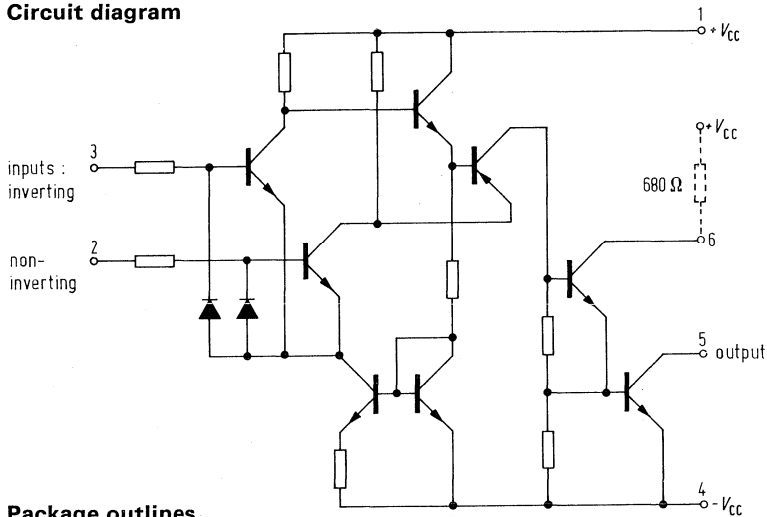 Circuit diagram
1
+VCC
+VCC
3
inputs :
inverting
680 Ω
2
6
non-
inverting
5
output
4
-VCC
Package outlines